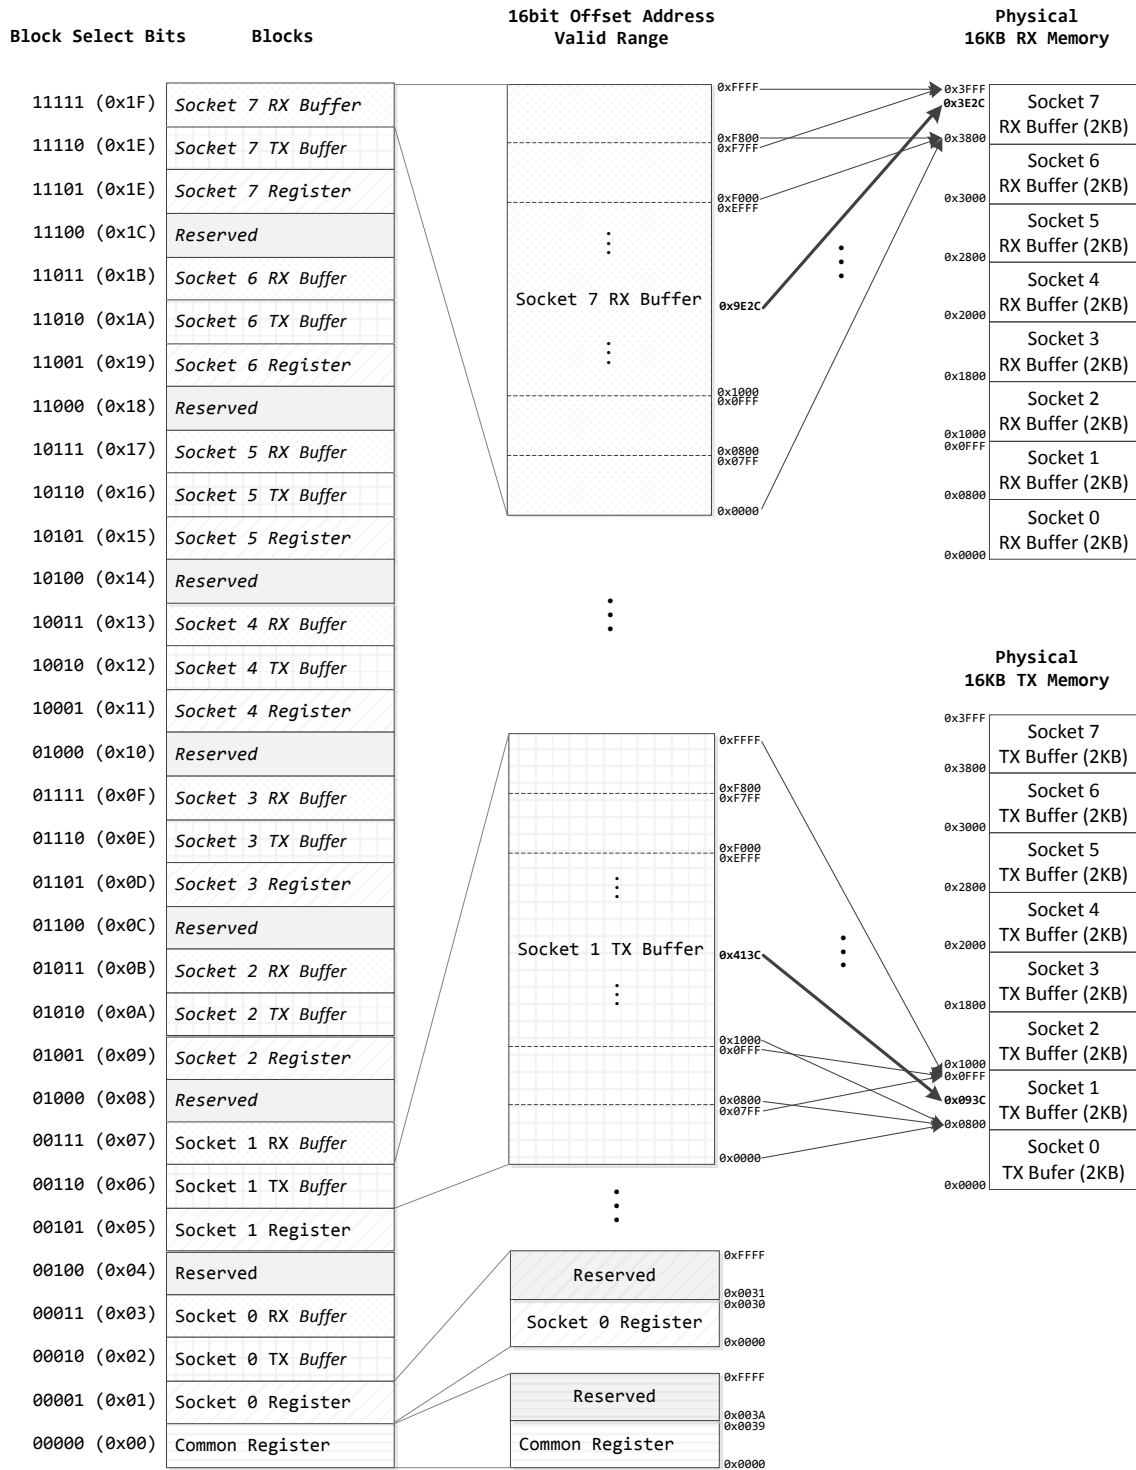 Block Select Bits
Blocks
16bit Offset Address
Valid Range
Physical
16KB RX Memory
11111 (0x1F) Socket 7 RX Buffer
11110 (0x1E) Socket 7 TX Buffer
11101 (0x1E) Socket 7 Register
11100 (0x1C) Reserved
11011 (0x1B) Socket 6 RX Buffer
11010 (0x1A) Socket 6 TX Buffer
11001 (0x19) Socket 6 Register
11000 (0x18) Reserved
10111 (0x17) Socket 5 RX Buffer
10110 (0x16) Socket 5 TX Buffer
10101 (0x15) Socket 5 Register
10100 (0x14) Reserved
10011 (0x13) Socket 4 RX Buffer
10010 (0x12) Socket 4 TX Buffer
10001 (0x11) Socket 4 Register
01000 (0x10) Reserved
01111 (0x0F) Socket 3 RX Buffer
01110 (0x0E) Socket 3 TX Buffer
01101 (0x0D) Socket 3 Register
01100 (0x0C) Reserved
01011 (0x0B) Socket 2 RX Buffer
01010 (0x0A) Socket 2 TX Buffer
01001 (0x09) Socket 2 Register
01000 (0x08) Reserved
00111 (0x07) Socket 1 RX Buffer
00110 (0x06) Socket 1 TX Buffer
00101 (0x05) Socket 1 Register
00100 (0x04) Reserved
00011 (0x03) Socket 0 RX Buffer
00010 (0x02) Socket 0 TX Buffer
00001 (0x01) Socket 0 Register
00000 (0x00) Common Register
0xFFFF
0xF800
0xF7FF
0xF000
0xEFFF
Socket 7 RX Buffer
0x9E2C
0x1000
0x0FFF
0x0800
0x07FF
0x0000
0x3FFF
0x3E2C
Socket 7
RX Buffer (2KB)
0x3800
Socket 6
RX Buffer (2KB)
0x3000
Socket 5
RX Buffer (2KB)
0x2800
Socket 4
RX Buffer (2KB)
0x2000
Socket 3
RX Buffer (2KB)
0x1800
Socket 2
RX Buffer (2KB)
0x1000
0x0FFF
Socket 1
RX Buffer (2KB)
0x0800
Socket 0
RX Buffer (2KB)
0x0000
0xFFFF
0xF800
0xF7FF
0xF000
0xEFFF
Socket 1 TX Buffer
0x413C
0x1000
0x0FFF
0x0800
0x07FF
0x0000
Physical
16KB TX Memory
0x3FFF
Socket 7
TX Buffer (2KB)
0x3800
Socket 6
TX Buffer (2KB)
0x3000
Socket 5
TX Buffer (2KB)
0x2800
Socket 4
TX Buffer (2KB)
0x2000
Socket 3
TX Buffer (2KB)
0x1800
Socket 2
TX Buffer (2KB)
0x1000
0x0FFF
Socket 1
TX Buffer (2KB)
0x093C
0x0800
Socket 0
TX Bufer (2KB)
0x0000
0xFFFF
Reserved
0x0031
0x0030
Socket 0 Register
0x0000
0xFFFF
Reserved
0x003A
0x0039
Common Register
0x0000